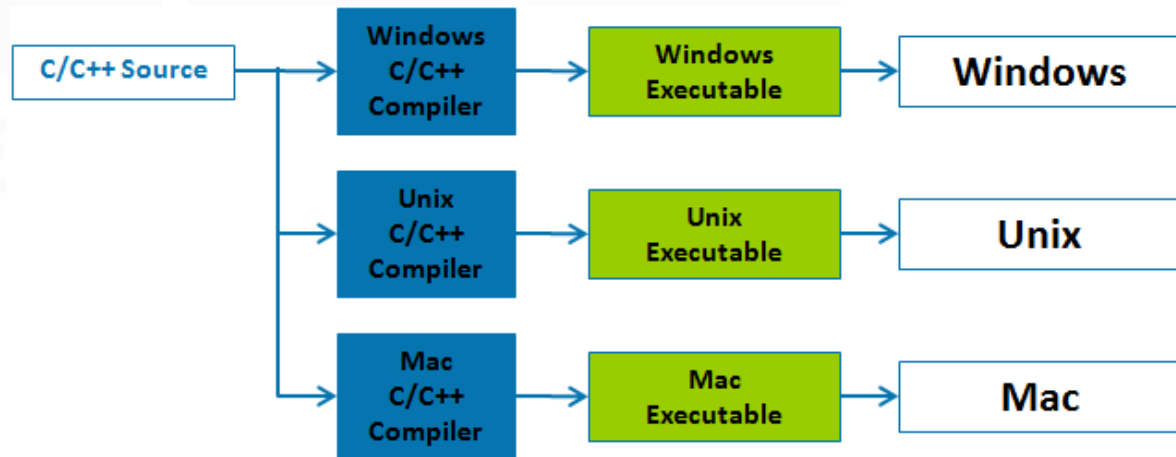 C/C++ Source
Windows
C/C++
Compiler
Windows
Executable
Windows
Unix
C/C++
Compiler
Unix
Executable
Unix
Mac
C/C++
Compiler
Mac
Executable
Mac